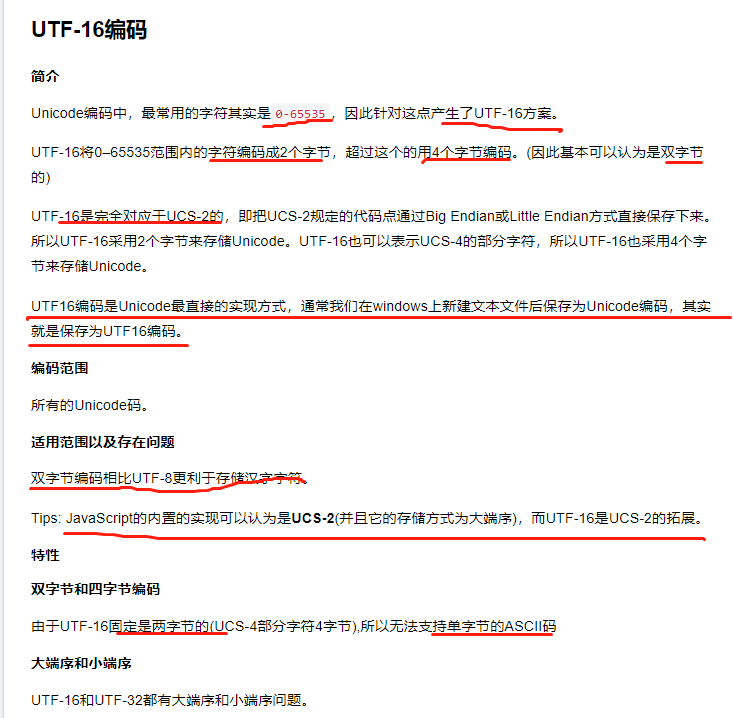 UTF-16编码
简介
Unicode编码中，最常用的字符其实是 0-65535 ，因此针对这点产生了UTF-16方案。
UTF-16将0–65535范围内的字符编码成2个字节，超过这个的用4个字节编码。(因此基本可以认为是双字节
的)
UTF-16是完全对应于UCS-2的，即把UCS-2规定的代码点通过Big Endian或Little Endian方式直接保存下来。
所以UTF-16采用2个字节来存储Unicode。UTF-16也可以表示UCS-4的部分字符，所以UTF-16也采用4个字
节来存储Unicode。
UTF16编码是Unicode最直接的实现方式，通常我们在windows上新建文本文件后保存为Unicode编码，其实
就是保存为UTF16编码。
编码范围
所有的Unicode码。
适用范围以及存在问题
双字节编码相比UTF-8更利于存储汉字字符。
Tips: JavaScript的内置的实现可以认为是UCS-2(并且它的存储方式为大端序)，而UTF-16是UCS-2的拓展。
特性
双字节和四字节编码
由于UTF-16固定是两字节的(UCS-4部分字符4字节),所以无法支持单字节的ASCII码
大端序和小端序
UTF-16和UTF-32都有大端序和小端序问题。